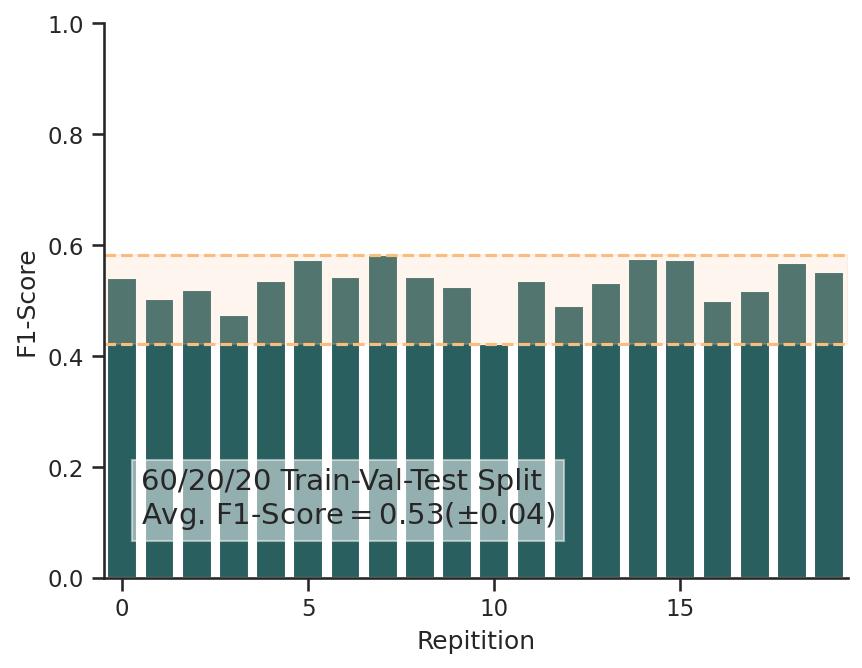 1.0
0.8
0.6
0.4
0.2
0.0
F1-Score
60/20/20 Train-Val-Test Split
Avg. F1-Score = 0.53(±0.04)
0 5 10 15
Repitition